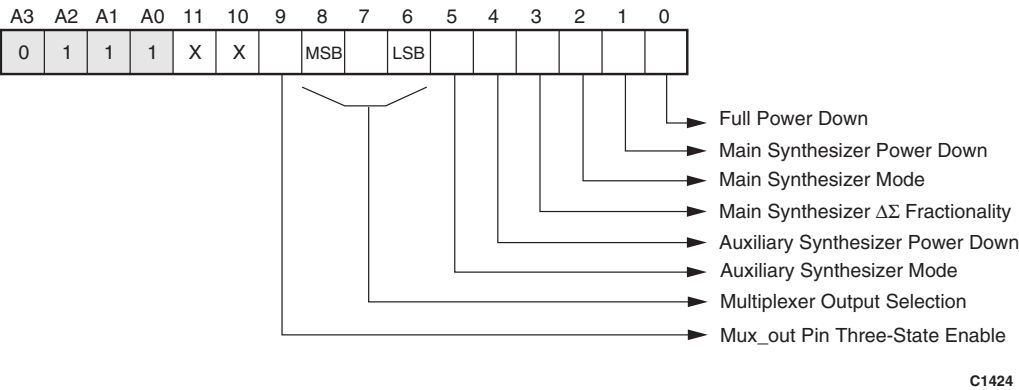 A3 A2 A1 A0 11 10 9 8 7 6 5 4 3 2 1 0
0 1 1 1 X X MSB LSB
Full Power Down
Main Synthesizer Power Down
Main Synthesizer Mode
Main Synthesizer ΔΣ Fractionality
Auxiliary Synthesizer Power Down
Auxiliary Synthesizer Mode
Multiplexer Output Selection
Mux_out Pin Three-State Enable
C1424